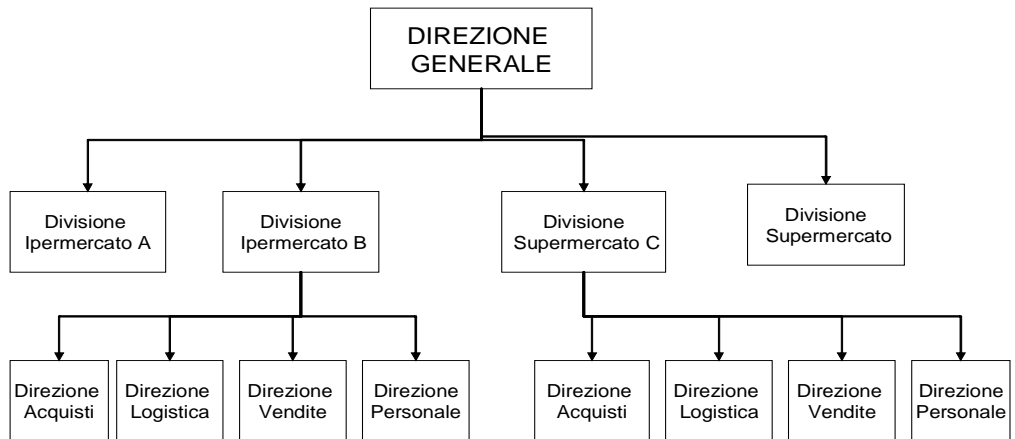 DIREZIONE
GENERALE
Divisione
Ipermercato A
Divisione
Ipermercato B
Divisione
Supermercato C
Divisione
Supermercato
Direzione
Acquisti
Direzione
Logistica
Direzione
Vendite
Direzione
Personale
Direzione
Acquisti
Direzione
Logistica
Direzione
Vendite
Direzione
Personale